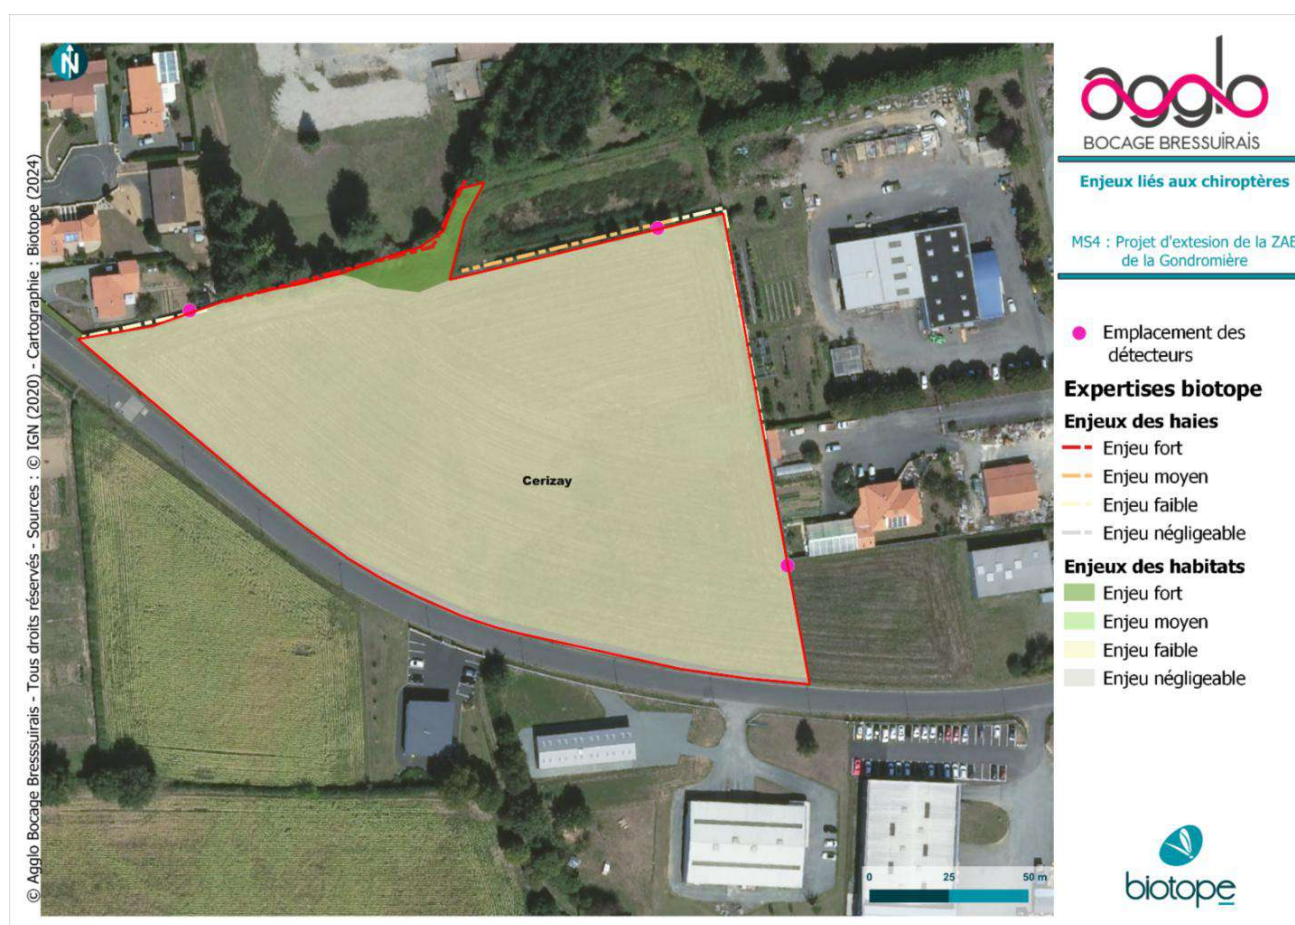 N
© Agglo Bocage Bressuirais - Tous droits réservés - Sources : © IGN (2020) - Cartographie : Biotope (2024)
Cerizay
0 25 50 m
agglo
BOCAGE BRESSUIRAIS
Enjeux liés aux chiroptères
MS4 : Projet d'extesion de la ZAE
de la Gondromière
Emplacement des
détecteurs
Expertises biotope
Enjeux des haies
Enjeu fort
Enjeu moyen
Enjeu faible
Enjeu négligeable
Enjeux des habitats
Enjeu fort
Enjeu moyen
Enjeu faible
Enjeu négligeable
biotope